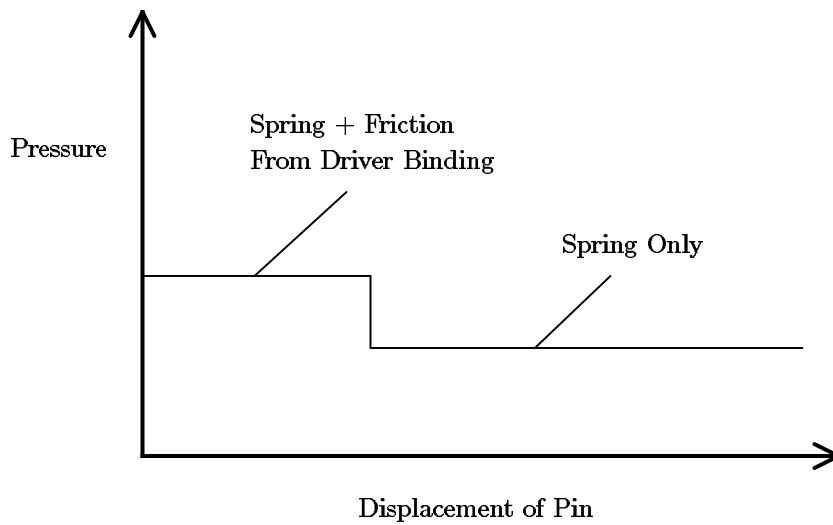 Spring + Friction
From Driver Binding
Pressure
Spring Only
Displacement of Pin